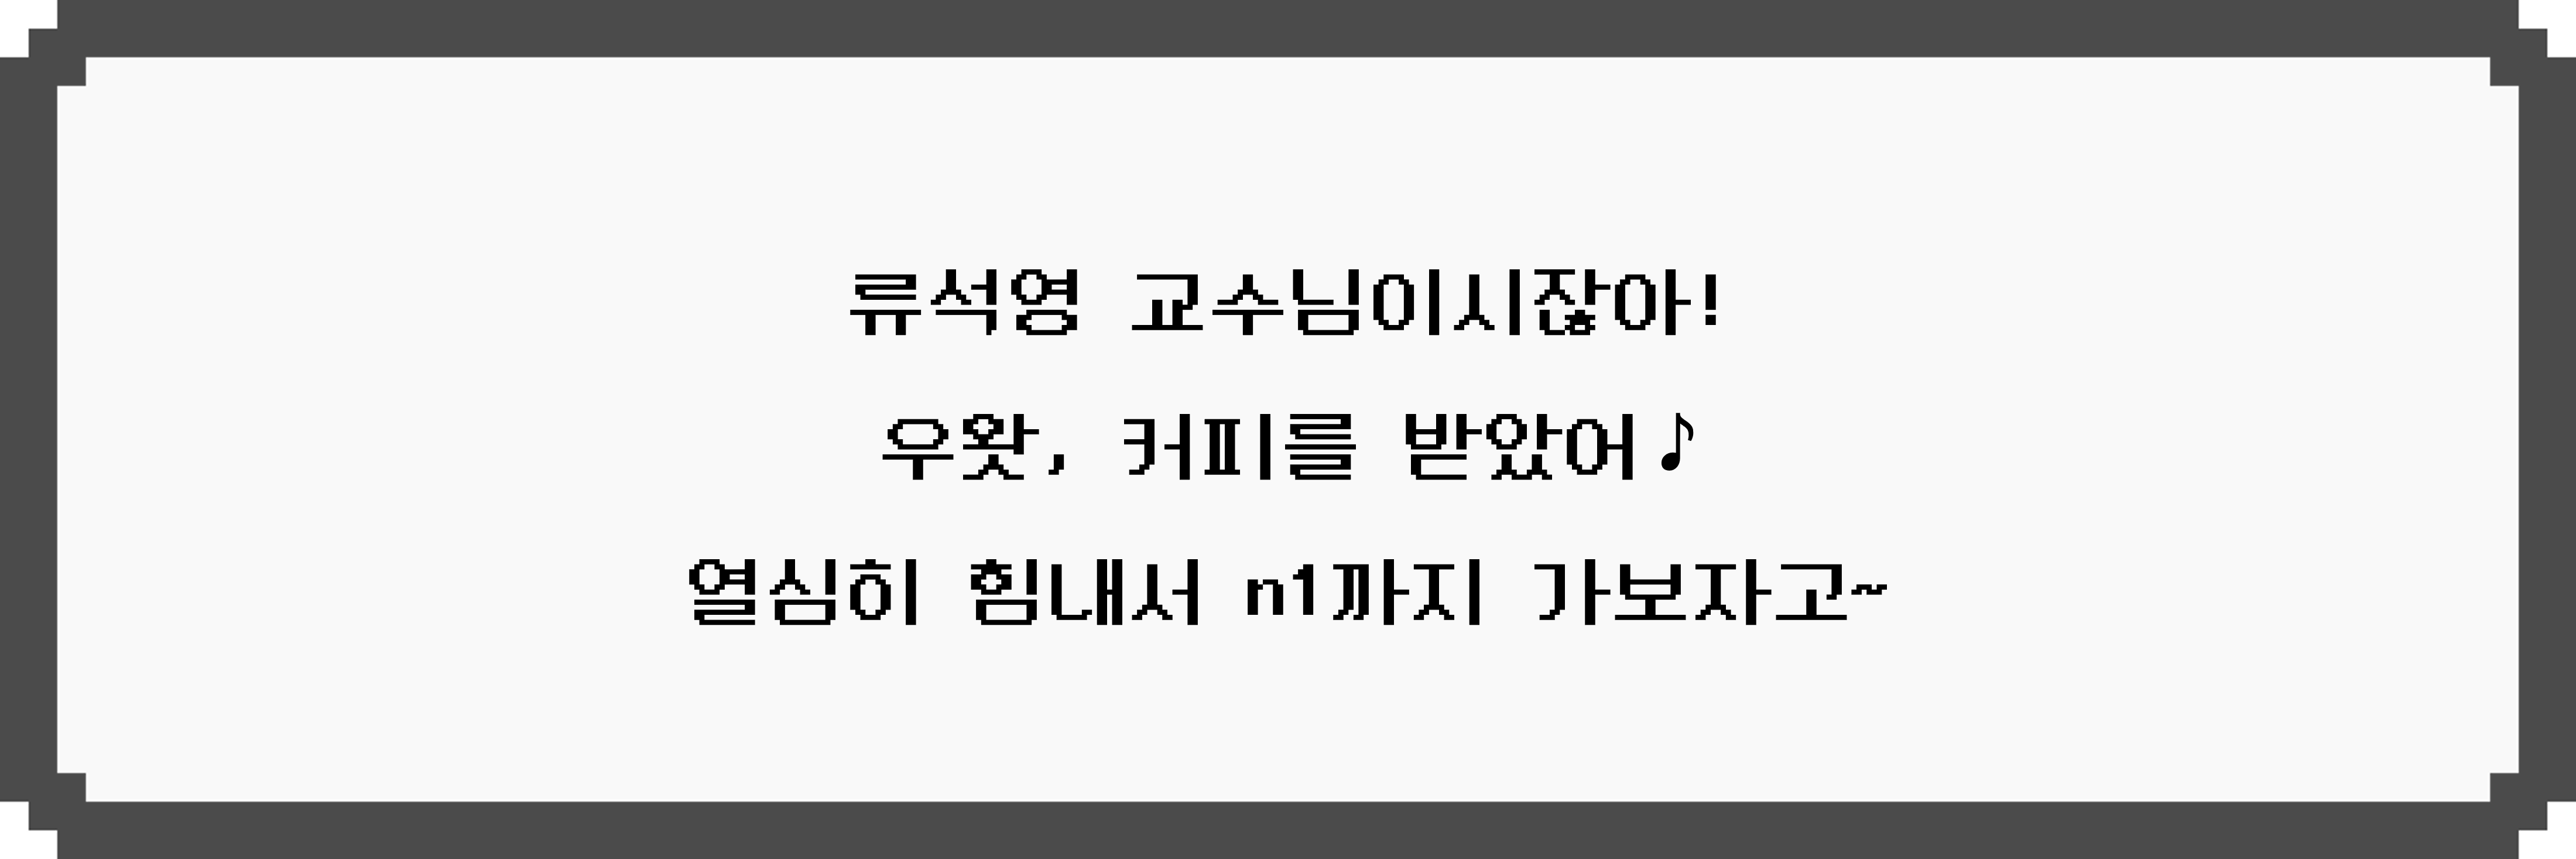 류석영 교수님이시잖아!
우왓, 커피를 받았어♪
열심히 힘내서 n1까지 가보자고~